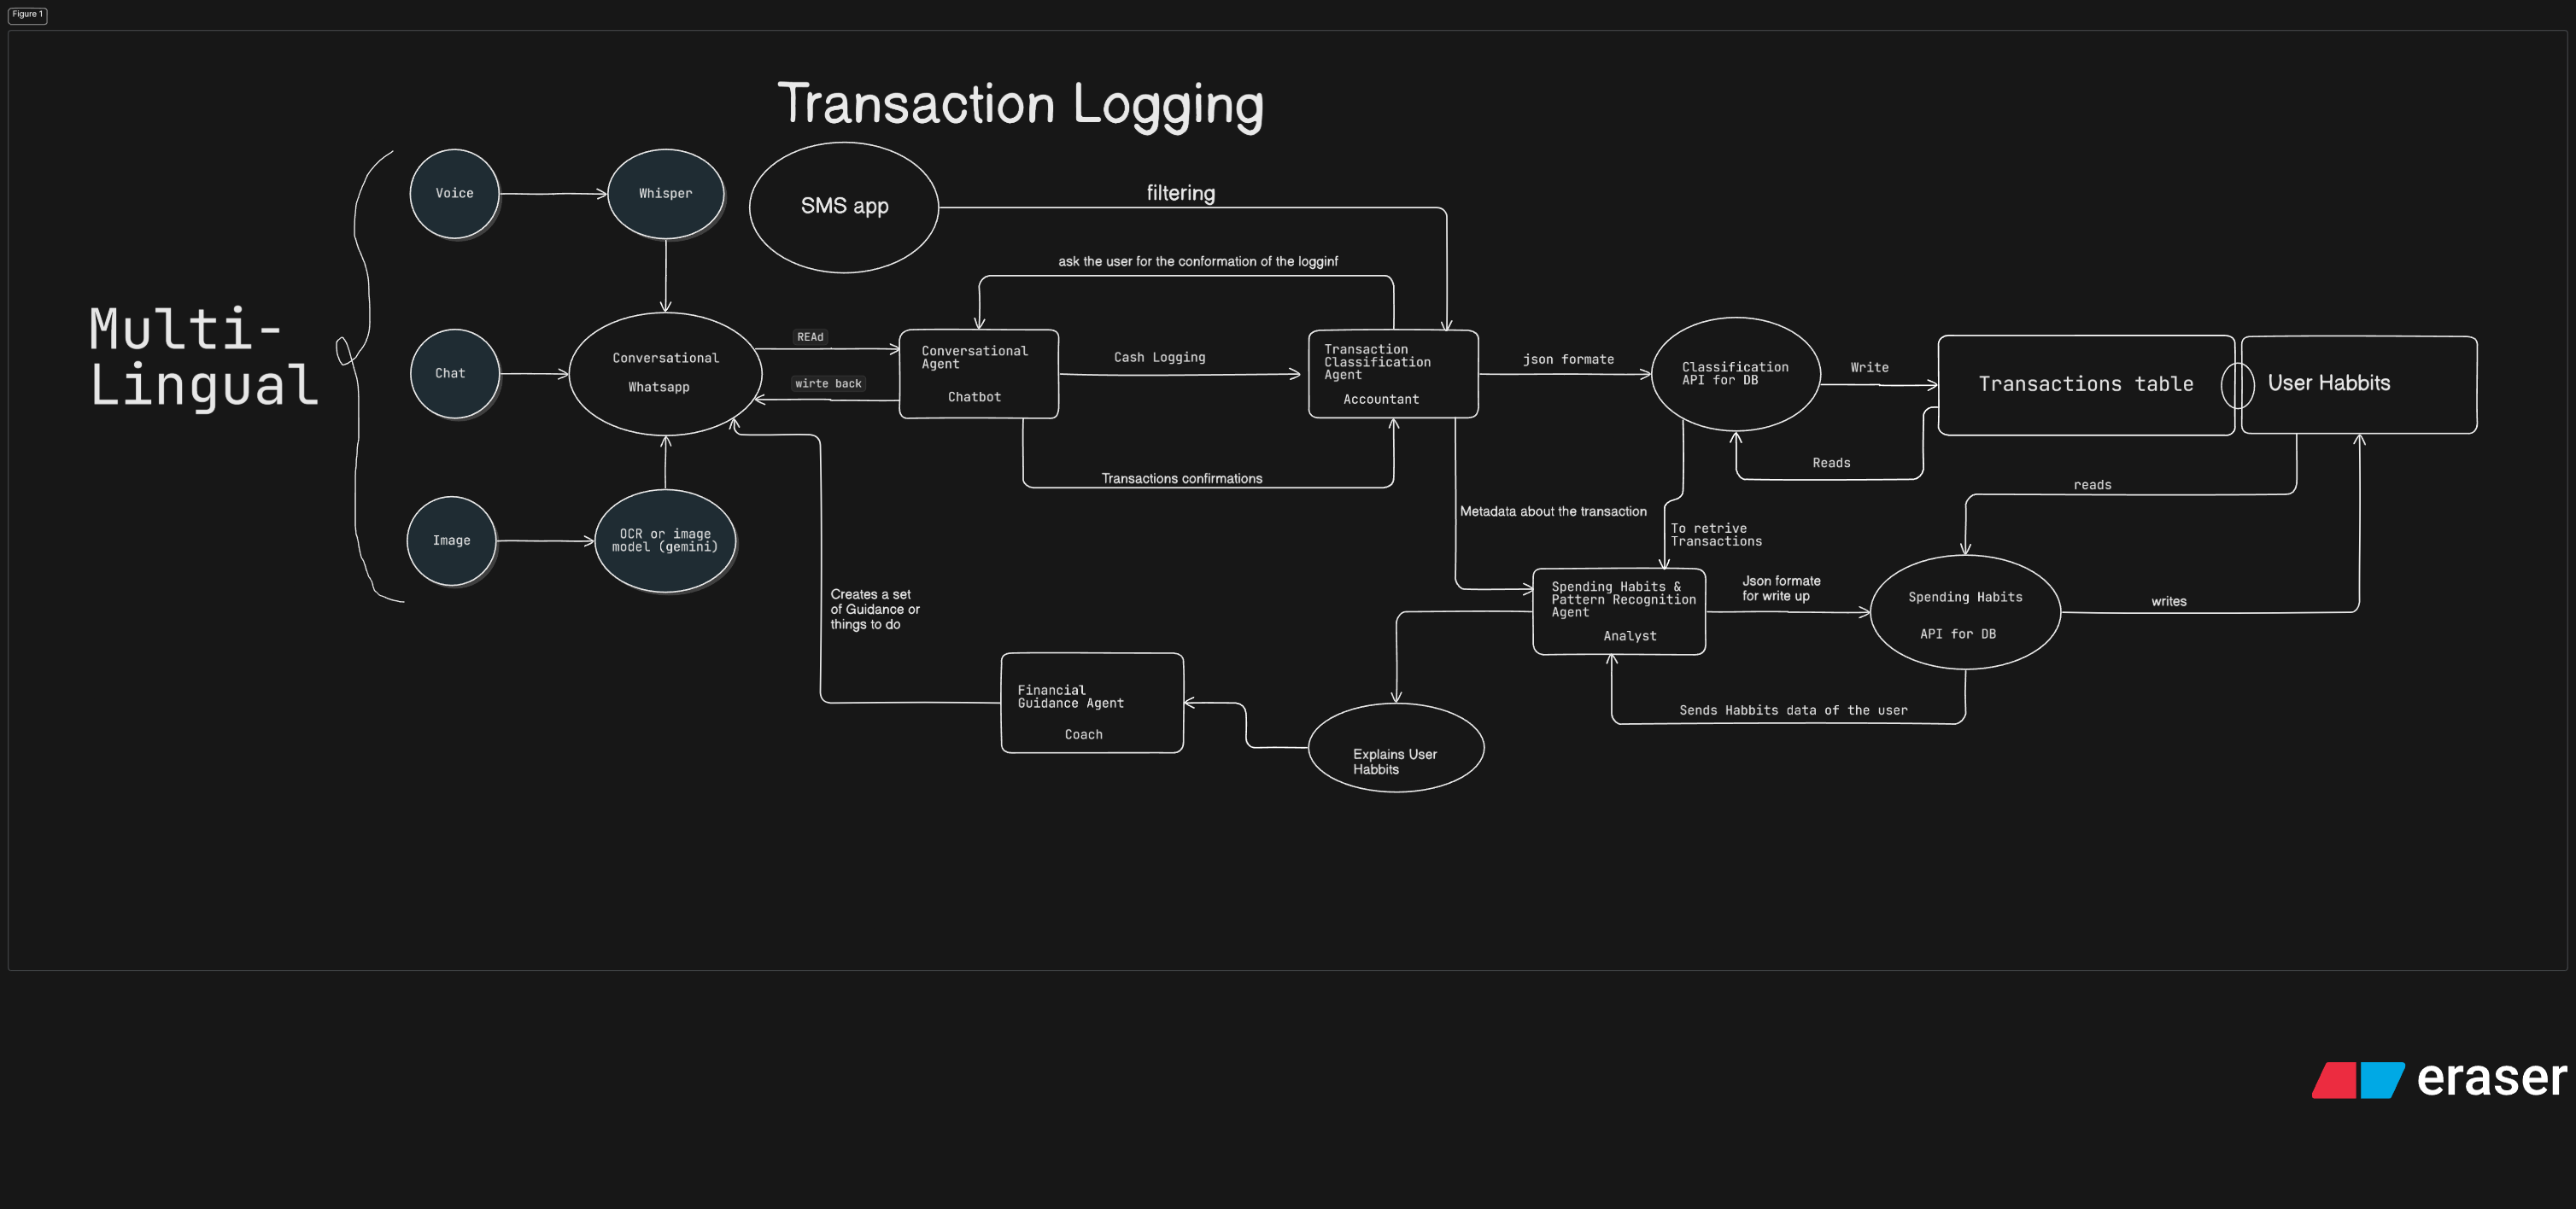 Figure 1
Transaction Logging
Multi-
Lingual
Voice
Whisper
SMS app
filtering
ask the user for the conformation of the logginf
Chat
Conversational
Whatsapp
REAd
wirte back
Conversational
Agent
Chatbot
Cash Logging
Transaction
Classification
Agent
Accountant
json formate
Classification
API for DB
Write
Transactions table
User Habbits
Reads
Transactions confirmations
reads
Metadata about the transaction
To retrive
Transactions
Image
OCR or image
model (gemini)
Creates a set
of Guidance or
things to do
Spending Habits &
Pattern Recognition
Agent
Analyst
Json formate
for write up
Spending Habits
API for DB
writes
Financial
Guidance Agent
Coach
Sends Habbits data of the user
Explains User
Habbits
eraser